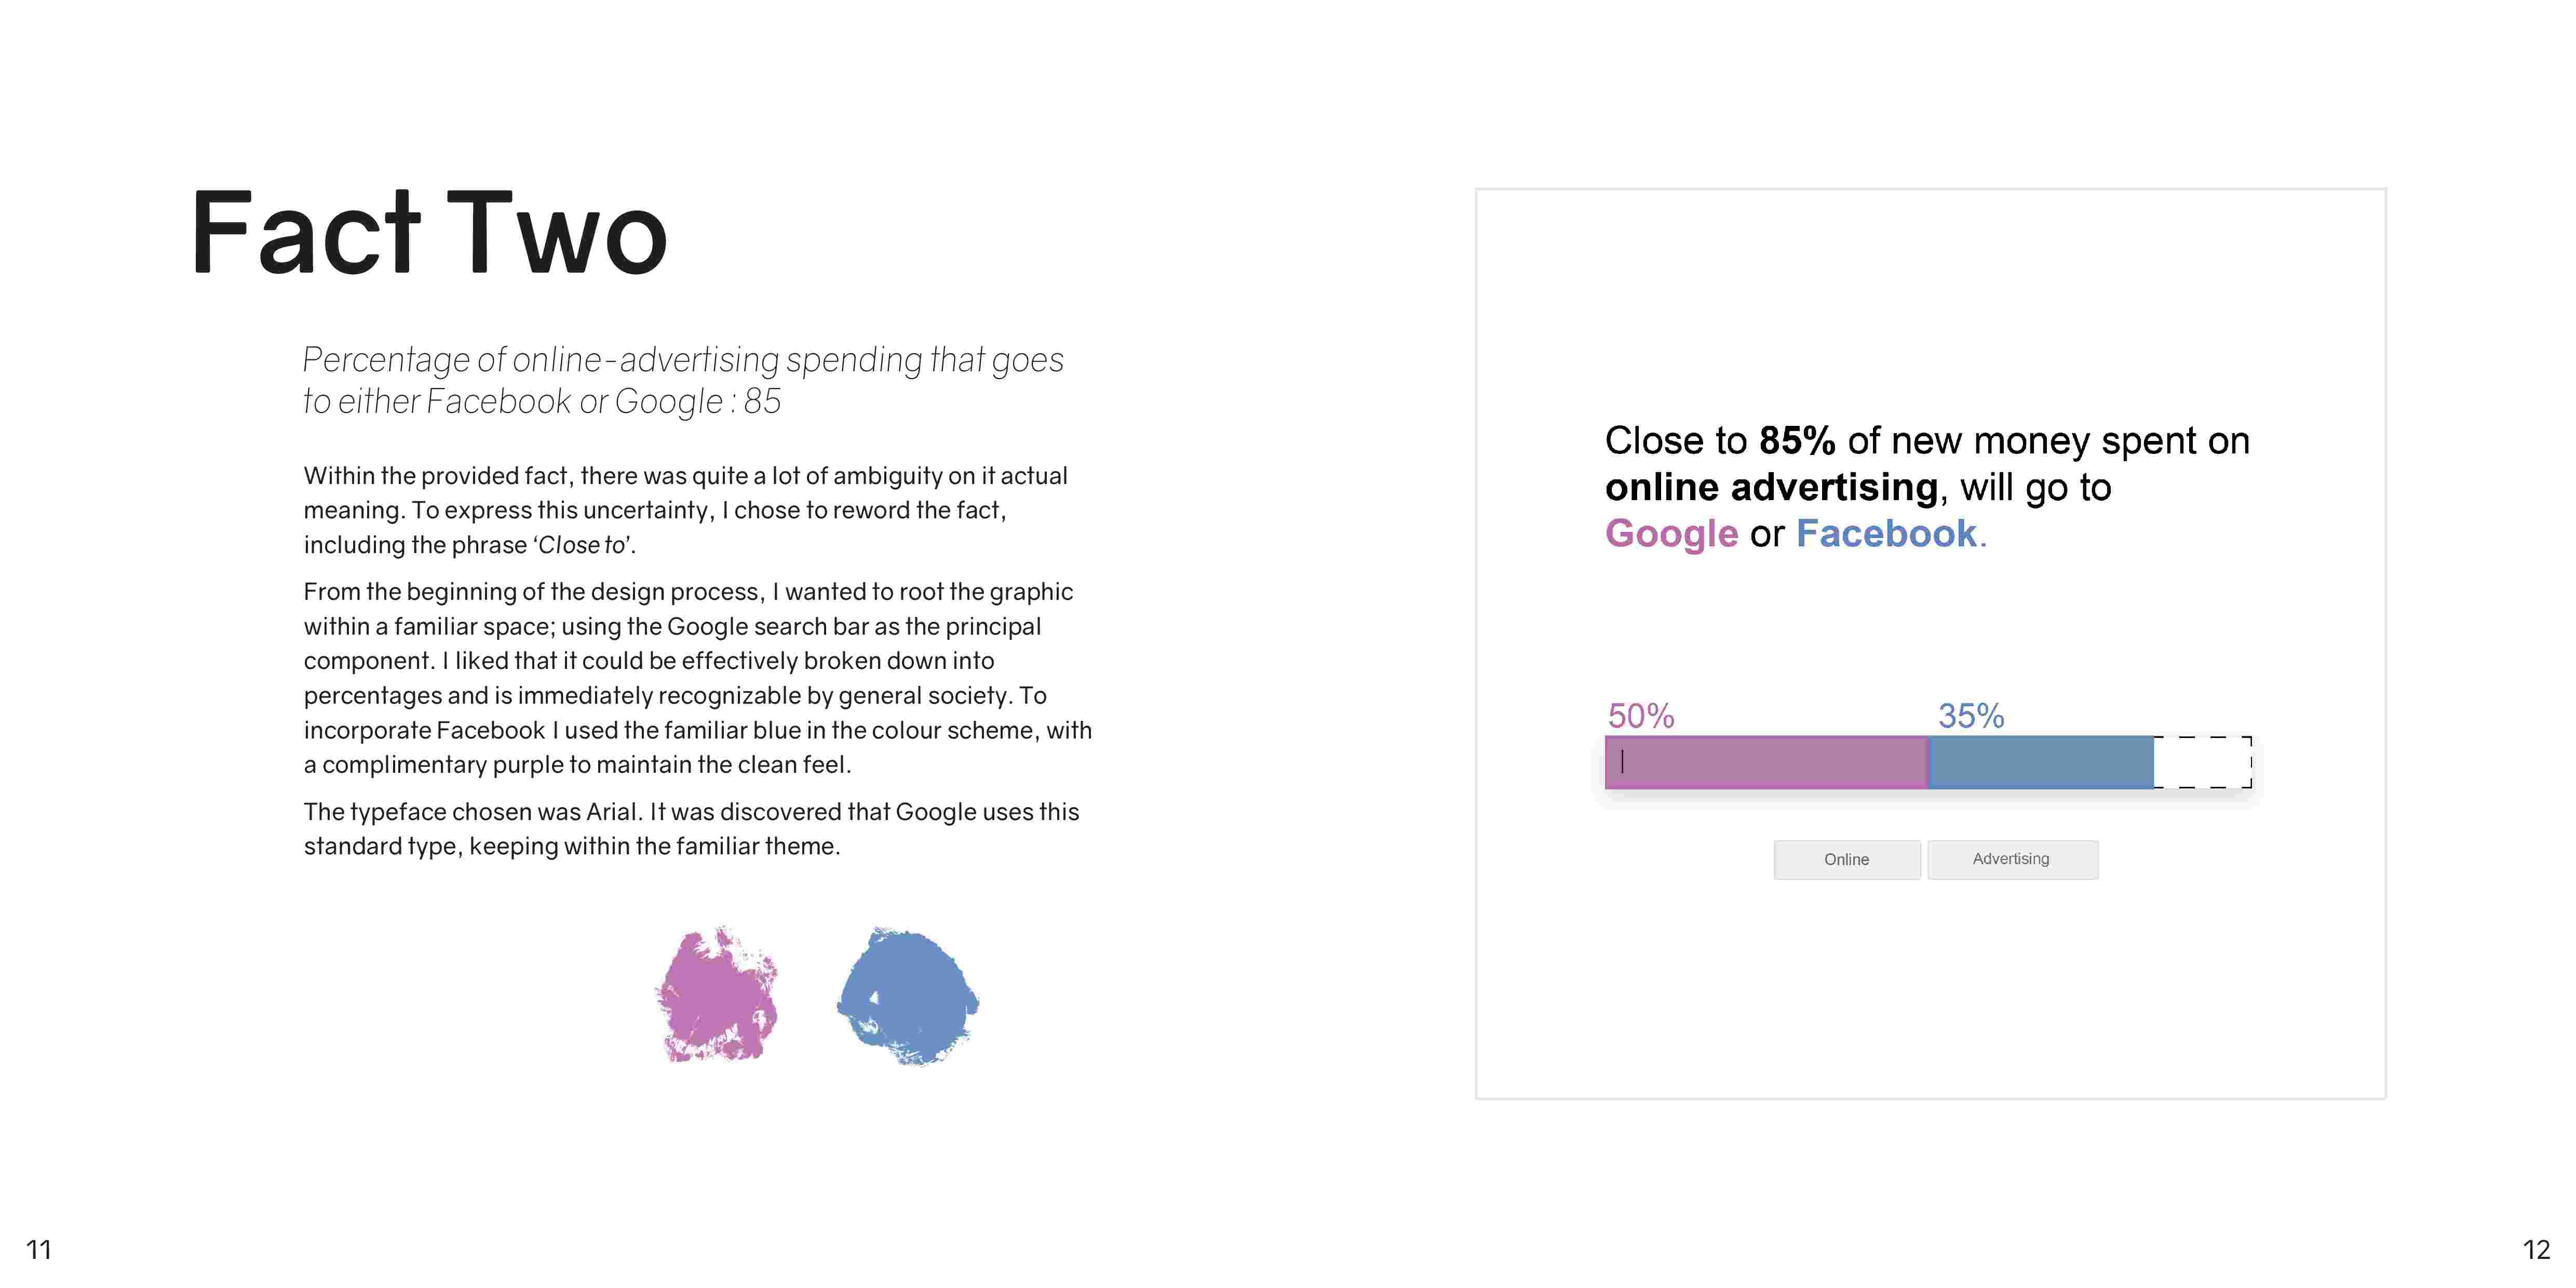 Fact Two
Percentage of online-advertising spending that goes
to either Facebook or Google : 85
Within the provided fact, there was quite a lot of ambiguity on it actual
meaning. To express this uncertainty, I chose to reword the fact,
including the phrase ‘Close to’.
From the beginning of the design process, I wanted to root the graphic
within a familiar space; using the Google search bar as the principal
component. I liked that it could be effectively broken down into
percentages and is immediately recognizable by general society. To
incorporate Facebook I used the familiar blue in the colour scheme, with
a complimentary purple to maintain the clean feel.
The typeface chosen was Arial. It was discovered that Google uses this
standard type, keeping within the familiar theme.
11
Close to 85% of new money spent on
online advertising, will go to
Google or Facebook.
50% 35%
Online Advertising
12